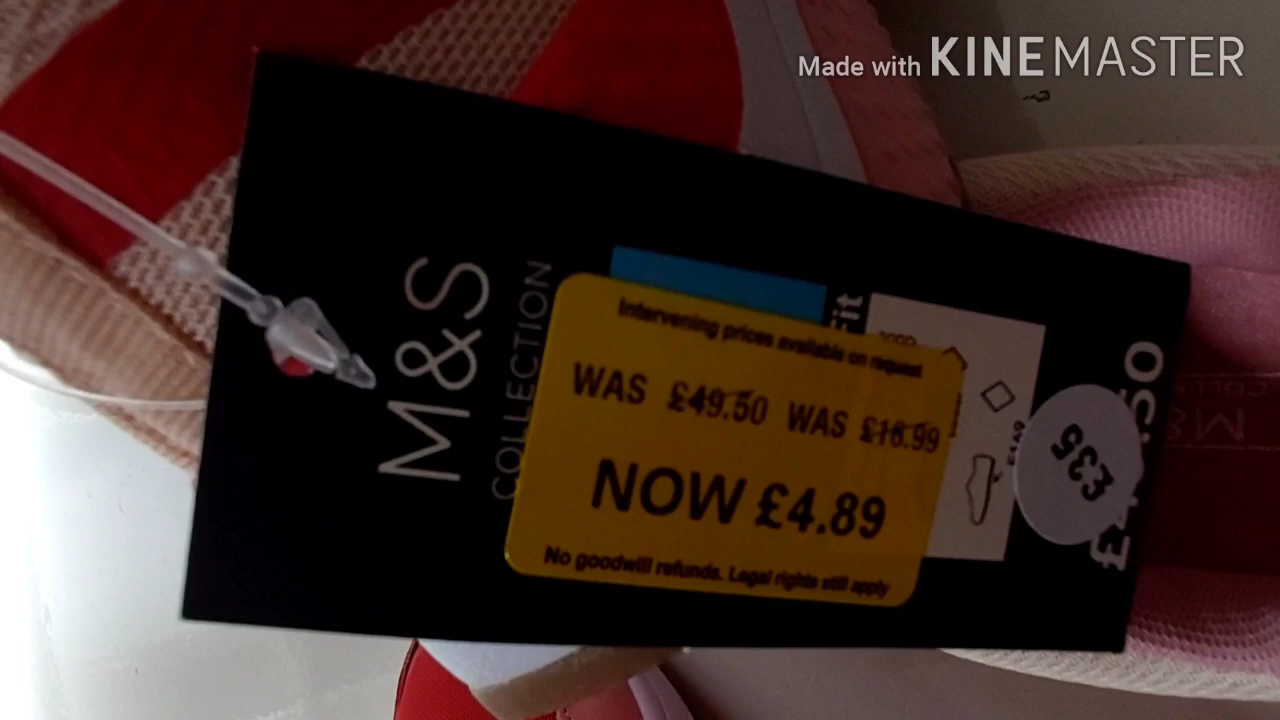 Made with KINEMASTER
M&S
COLLECTION
Fit
Intervening prices available on request
WAS £49.50 WAS £16.99
NOW £4.89
No goodwill refunds. Legal rights still apply
£35